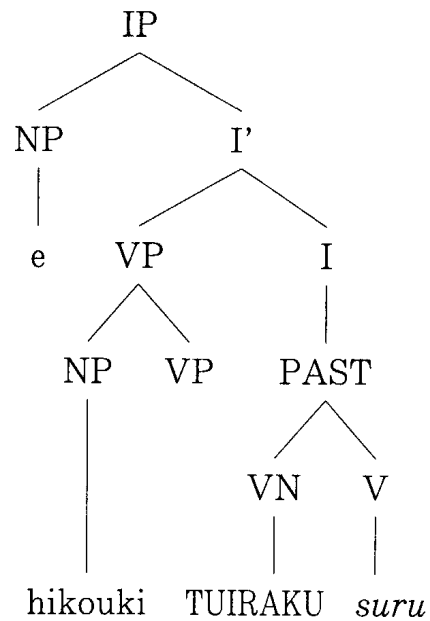 IP
NP I'
e VP I
NP VP PAST
VN V
hikouki TUIRAKU suru